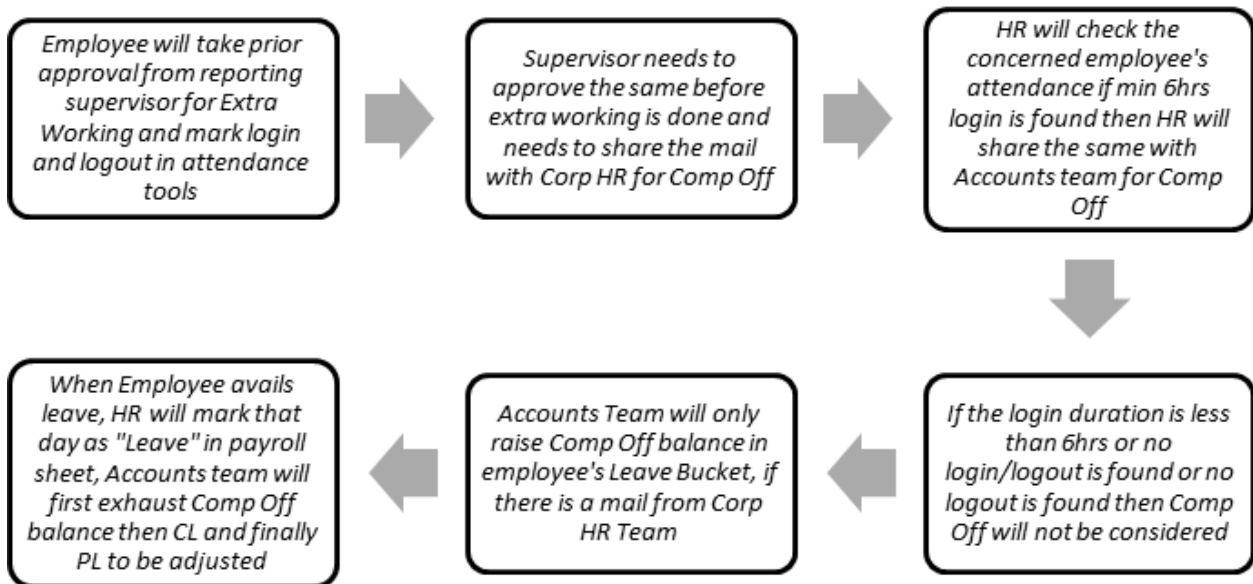 Employee will take prior
approval from reporting
supervisor for Extra
Working and mark login
and logout in attendance
tools
Supervisor needs to
approve the same before
extra working is done and
needs to share the mail
with Corp HR for Comp Off
HR will check the
concerned employee's
attendance if min 6hrs
login is found then HR will
share the same with
Accounts team for Comp
Off
If the login duration is less
than 6hrs or no
login/logout is found or no
logout is found then Comp
Off will not be considered
Accounts Team will only
raise Comp Off balance in
employee's Leave Bucket, if
there is a mail from Corp
HR Team
When Employee avails
leave, HR will mark that
day as "Leave" in payroll
sheet, Accounts team will
first exhaust Comp Off
balance then CL and finally
PL to be adjusted